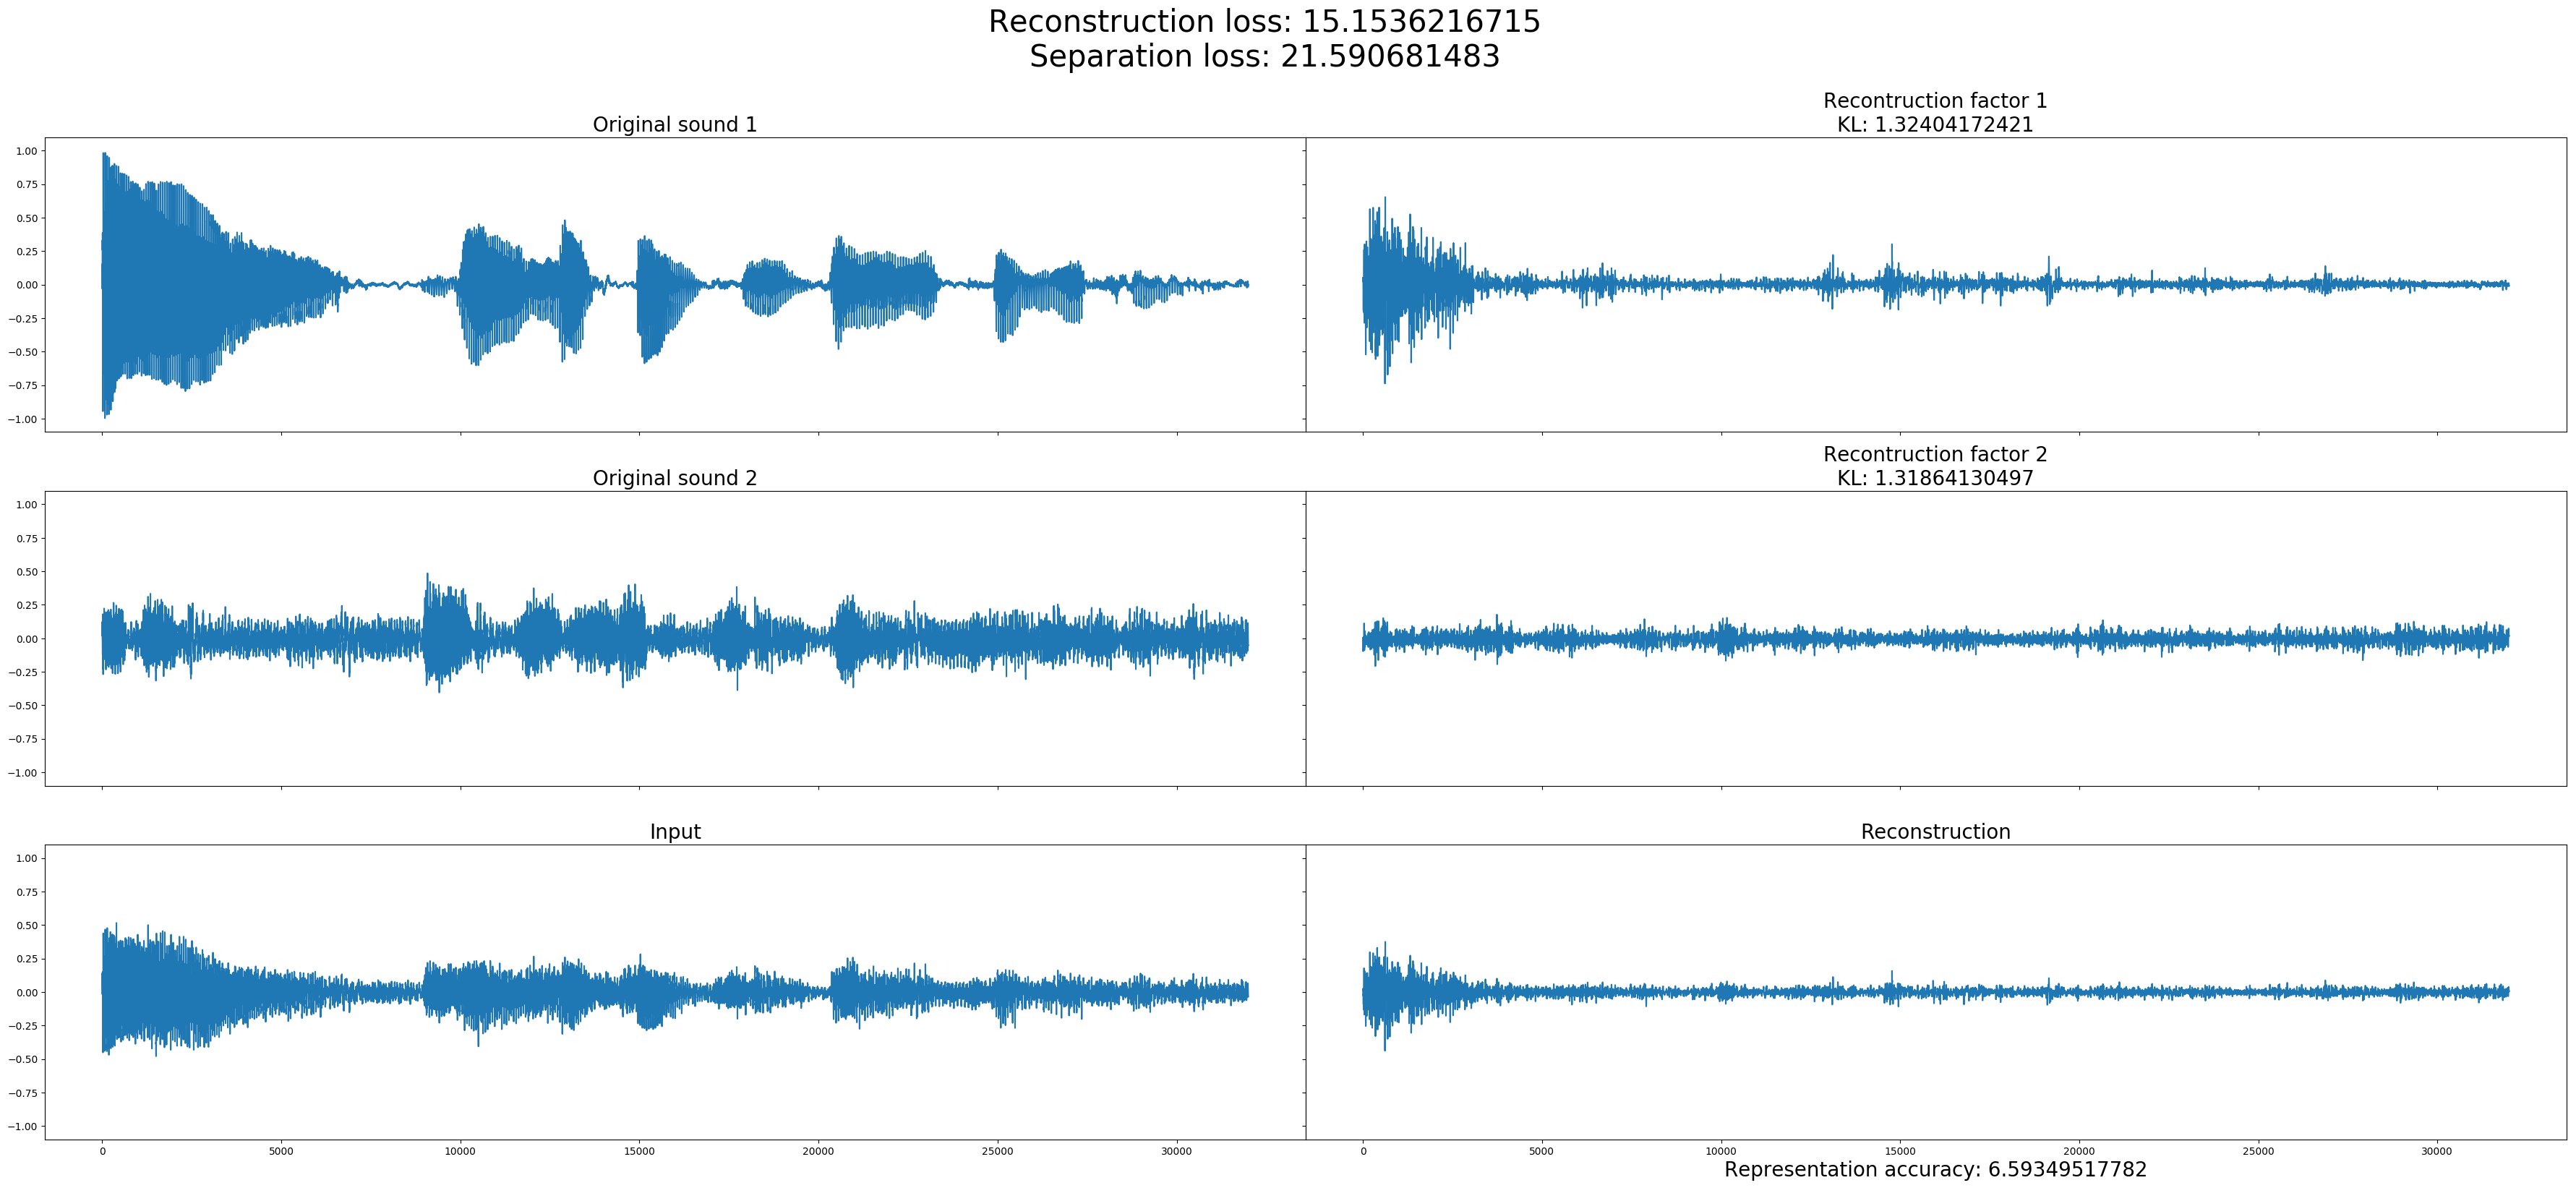 Reconstruction loss: 15.1536216715
Separation loss: 21.590681483
Original sound 1
Recontruction factor 1
KL: 1.32404172421
1.00
0.75
0.50
0.25
0.00
−0.25
−0.50
−0.75
−1.00
Original sound 2
Recontruction factor 2
KL: 1.31864130497
1.00
0.75
0.50
0.25
0.00
−0.25
−0.50
−0.75
−1.00
Input
Reconstruction
1.00
0.75
0.50
0.25
0.00
−0.25
−0.50
−0.75
−1.00
0 5000 10000 15000 20000 25000 30000
0 5000 10000 15000 20000 25000 30000
Representation accuracy: 6.59349517782